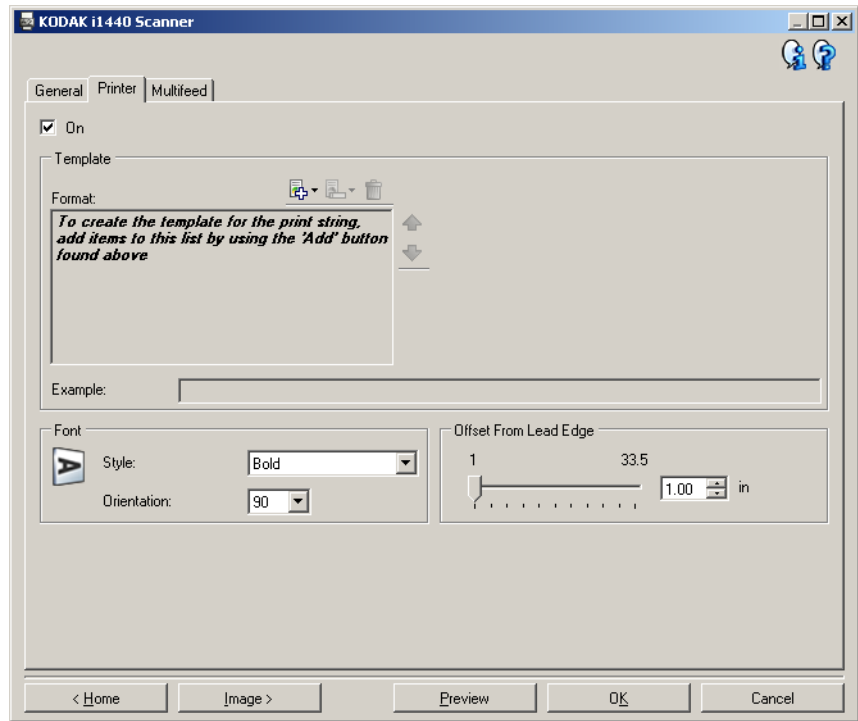 KODAK i1440 Scanner
General
Printer
Multifeed
On
Template
Format:
To create the template for the print string,
add items to this list by using the 'Add' button
found above
Example:
Font
Style:
Bold
Orientation:
90
Offset From Lead Edge
1 33.5
1.00 in
< Home
Image >
Preview
OK
Cancel